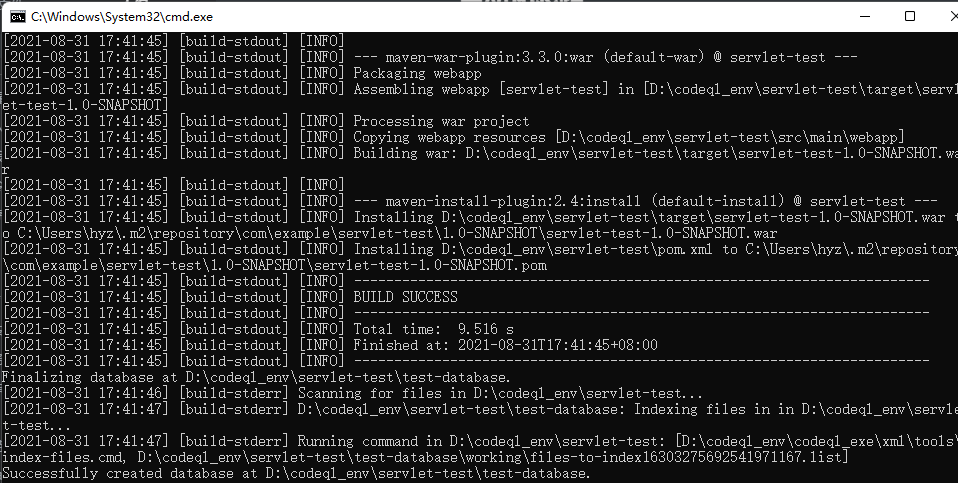 C:\Windows\System32\cmd.exe
[2021-08-31 17:41:45] [build-stdout] [INFO]
[2021-08-31 17:41:45] [build-stdout] [INFO] --- maven-war-plugin:3.3.0:war (default-war) @ servlet-test ---
[2021-08-31 17:41:45] [build-stdout] [INFO] Packaging webapp
[2021-08-31 17:41:45] [build-stdout] [INFO] Assembling webapp [servlet-test] in [D:\codeql_env\servlet-test\target\servl
et-test-1.0-SNAPSHOT]
[2021-08-31 17:41:45] [build-stdout] [INFO] Processing war project
[2021-08-31 17:41:45] [build-stdout] [INFO] Copying webapp resources [D:\codeql_env\servlet-test\src\main\webapp]
[2021-08-31 17:41:45] [build-stdout] [INFO] Building war: D:\codeql_env\servlet-test\target\servlet-test-1.0-SNAPSHOT.wa
r
[2021-08-31 17:41:45] [build-stdout] [INFO]
[2021-08-31 17:41:45] [build-stdout] [INFO] --- maven-install-plugin:2.4:install (default-install) @ servlet-test ---
[2021-08-31 17:41:45] [build-stdout] [INFO] Installing D:\codeql_env\servlet-test\target\servlet-test-1.0-SNAPSHOT.war t
o C:\Users\hyz\.m2\repository\com\example\servlet-test\1.0-SNAPSHOT\servlet-test-1.0-SNAPSHOT.war
[2021-08-31 17:41:45] [build-stdout] [INFO] Installing D:\codeql_env\servlet-test\pom.xml to C:\Users\hyz\.m2\repository
\com\example\servlet-test\1.0-SNAPSHOT\servlet-test-1.0-SNAPSHOT.pom
[2021-08-31 17:41:45] [build-stdout] [INFO] ------------------------------------------------------------------------
[2021-08-31 17:41:45] [build-stdout] [INFO] BUILD SUCCESS
[2021-08-31 17:41:45] [build-stdout] [INFO] ------------------------------------------------------------------------
[2021-08-31 17:41:45] [build-stdout] [INFO] Total time:  9.516 s
[2021-08-31 17:41:45] [build-stdout] [INFO] Finished at: 2021-08-31T17:41:45+08:00
[2021-08-31 17:41:45] [build-stdout] [INFO] ------------------------------------------------------------------------
Finalizing database at D:\codeql_env\servlet-test\test-database.
[2021-08-31 17:41:46] [build-stderr] Scanning for files in D:\codeql_env\servlet-test...
[2021-08-31 17:41:47] [build-stderr] D:\codeql_env\servlet-test\test-database: Indexing files in in D:\codeql_env\servle
t-test...
[2021-08-31 17:41:47] [build-stderr] Running command in D:\codeql_env\servlet-test: [D:\codeql_env\codeql_exe\xml\tools\
index-files.cmd, D:\codeql_env\servlet-test\test-database\working\files-to-index16303275692541971167.list]
Successfully created database at D:\codeql_env\servlet-test\test-database.